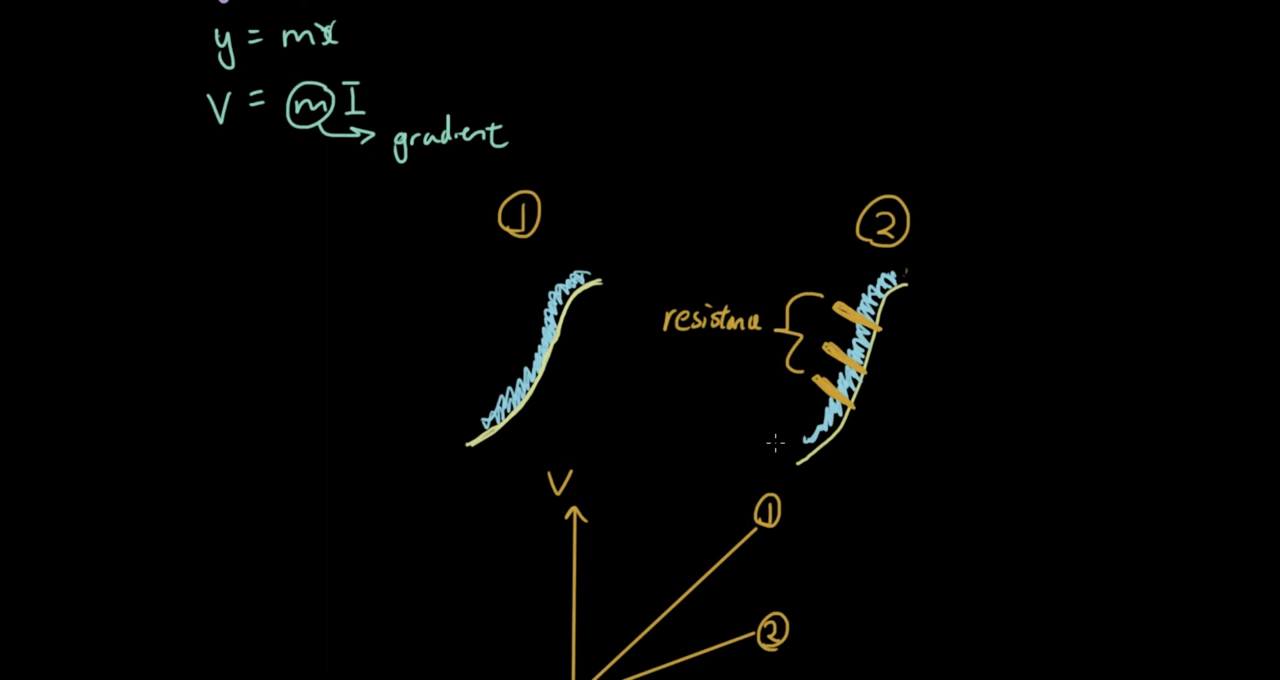 y = mx
V = m I
gradient
1
2
resistance
V
1
2